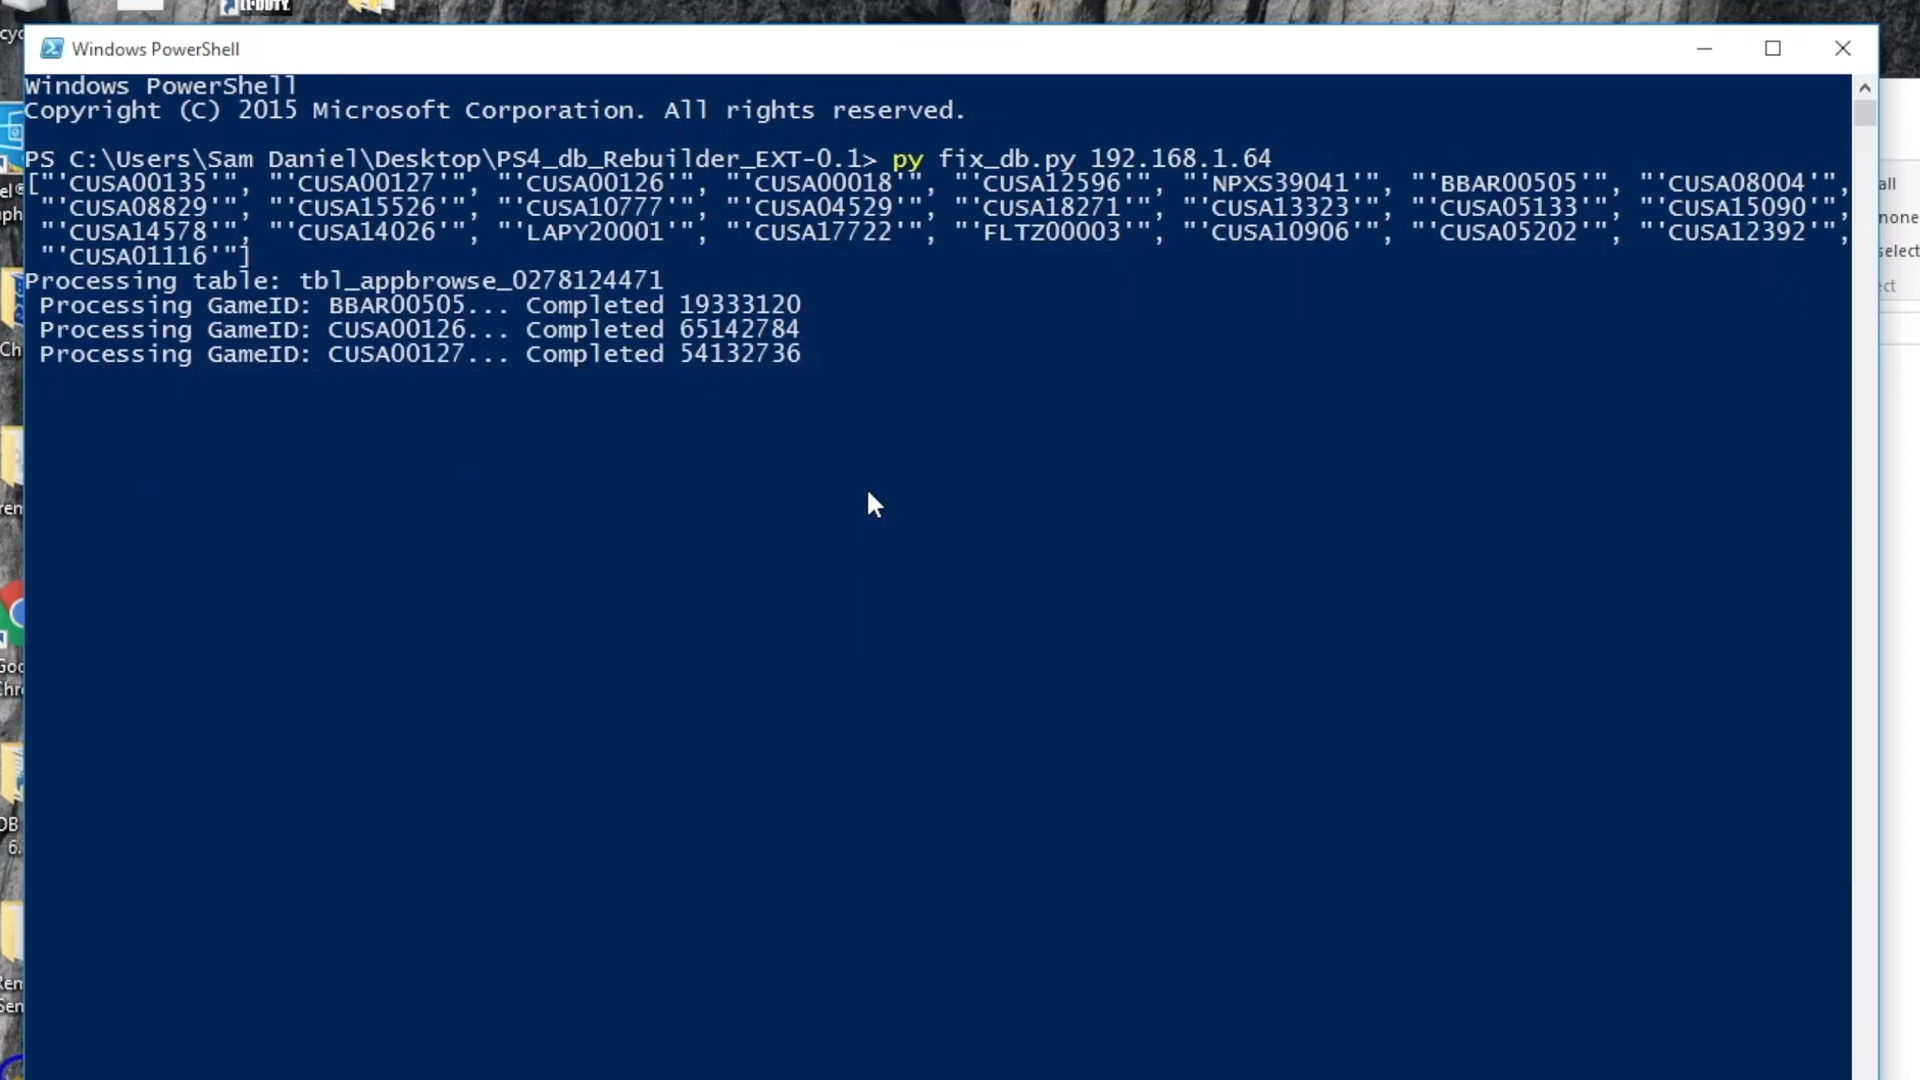 Windows PowerShell
Windows PowerShell
Copyright (C) 2015 Microsoft Corporation. All rights reserved.
PS C:\Users\Sam Daniel\Desktop\PS4_db_Rebuilder_EXT-0.1> py fix_db.py 192.168.1.64
["'CUSA00135'", "'CUSA00127'", "'CUSA00126'", "'CUSA00018'", "'CUSA12596'", "'NPXS39041'", "'BBAR00505'", "'CUSA08004'",
"'CUSA08829'", "'CUSA15526'", "'CUSA10777'", "'CUSA04529'", "'CUSA18271'", "'CUSA13323'", "'CUSA05133'", "'CUSA15090'",
"'CUSA14578'", "'CUSA14026'", "'LAPY20001'", "'CUSA17722'", "'FLTZ00003'", "'CUSA10906'", "'CUSA05202'", "'CUSA12392'",
"'CUSA01116'"]
Processing table: tbl_appbrowse_0278124471
Processing GameID: BBAR00505... Completed 19333120
Processing GameID: CUSA00126... Completed 65142784
Processing GameID: CUSA00127... Completed 54132736
all
none
select